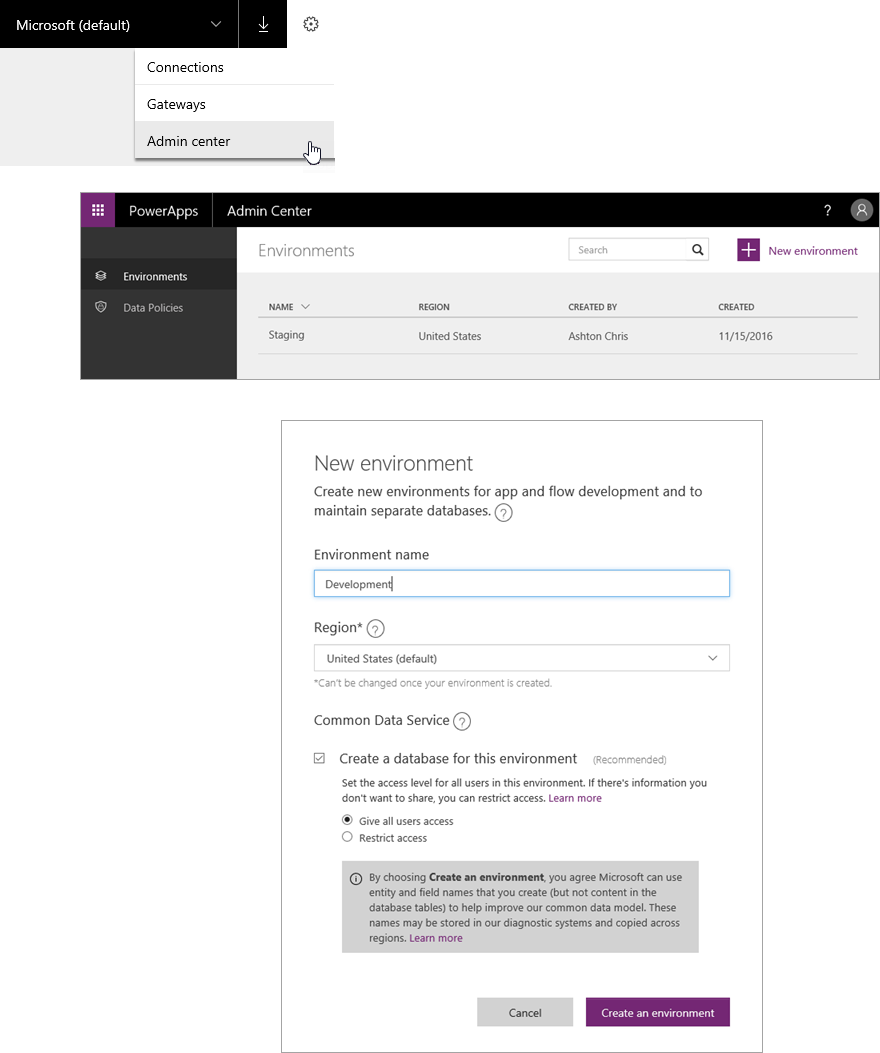 Microsoft (default)
Connections
Gateways
Admin center
PowerApps Admin Center ?
Environments Search New environment
Environments
Data Policies
NAME REGION CREATED BY CREATED
Staging United States Ashton Chris 11/15/2016
New environment
Create new environments for app and flow development and to
maintain separate databases. ?
Environment name
Development
Region* ?
United States (default)
*Can't be changed once your environment is created.
Common Data Service ?
Create a database for this environment (Recommended)
Set the access level for all users in this environment. If there's information you
don't want to share, you can restrict access. Learn more
Give all users access
Restrict access
By choosing Create an environment, you agree Microsoft can use
entity and field names that you create (but not content in the
database tables) to help improve our common data model. These
names may be stored in our diagnostic systems and copied across
regions. Learn more
Cancel Create an environment